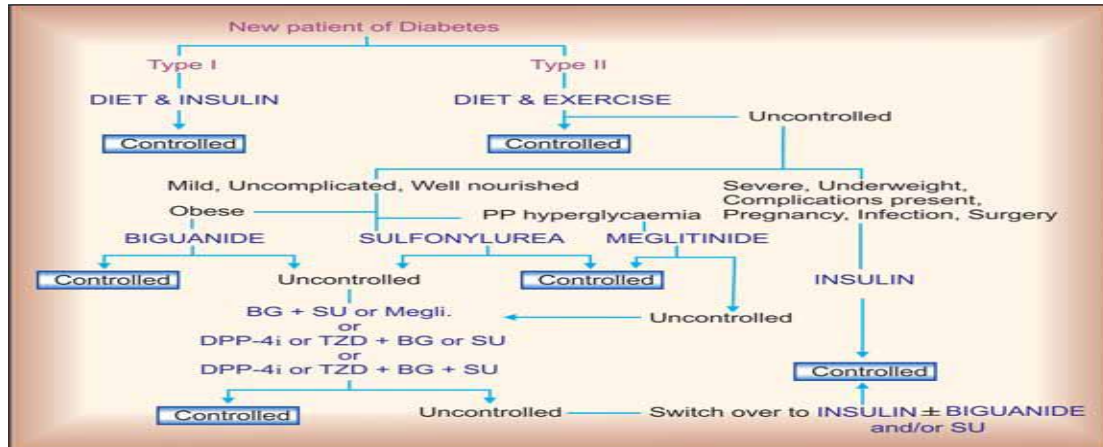 New patient of Diabetes
Type I
Type II
DIET & INSULIN
DIET & EXERCISE
Controlled
Controlled
Uncontrolled
Mild, Uncomplicated, Well nourished
Severe, Underweight,
Complications present,
Pregnancy, Infection, Surgery
Obese
PP hyperglycaemia
BIGUANIDE
SULFONYLUREA
MEGLITINIDE
Controlled
Uncontrolled
Controlled
INSULIN
BG + SU or Megli.
or
DPP-4i or TZD + BG or SU
or
DPP-4i or TZD + BG + SU
Uncontrolled
Controlled
Controlled
Uncontrolled
Switch over to INSULIN ± BIGUANIDE
and/or SU